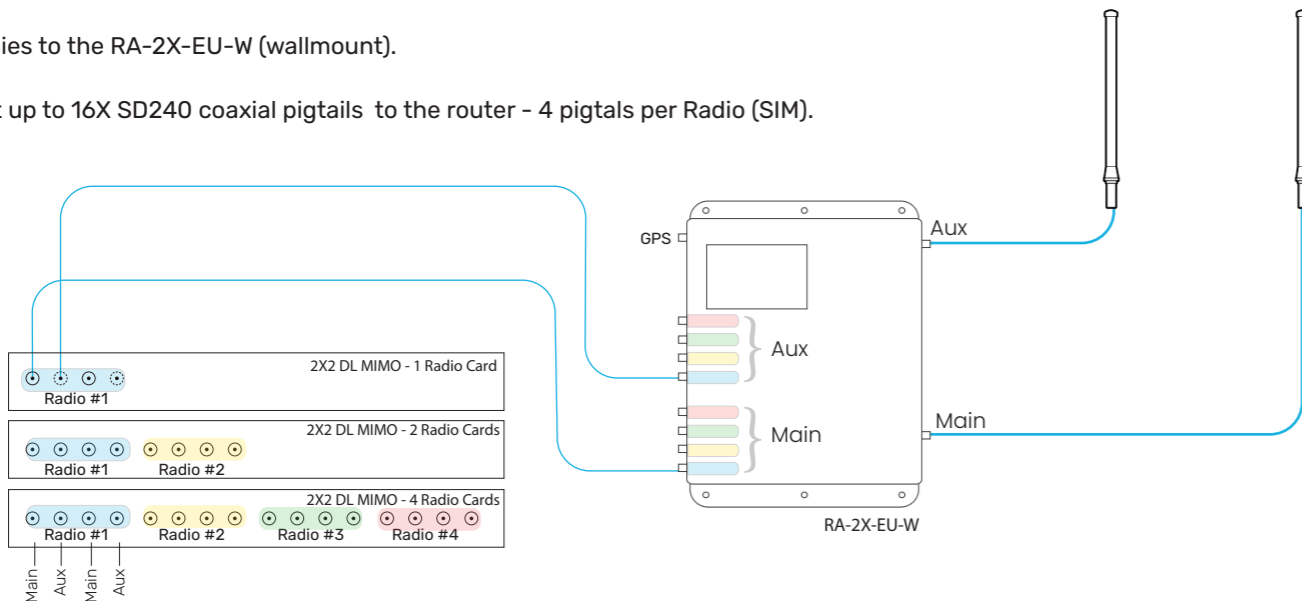 ies to the RA-2X-EU-W (wallmount).
t up to 16X SD240 coaxial pigtails to the router - 4 pigtals per Radio (SIM).
Aux
GPS
Aux
Main
Main
RA-2X-EU-W
2X2 DL MIMO - 1 Radio Card
Radio #1
2X2 DL MIMO - 2 Radio Cards
Radio #1
Radio #2
2X2 DL MIMO - 4 Radio Cards
Radio #1
Radio #2
Radio #3
Radio #4
Main
Aux
Main
Aux